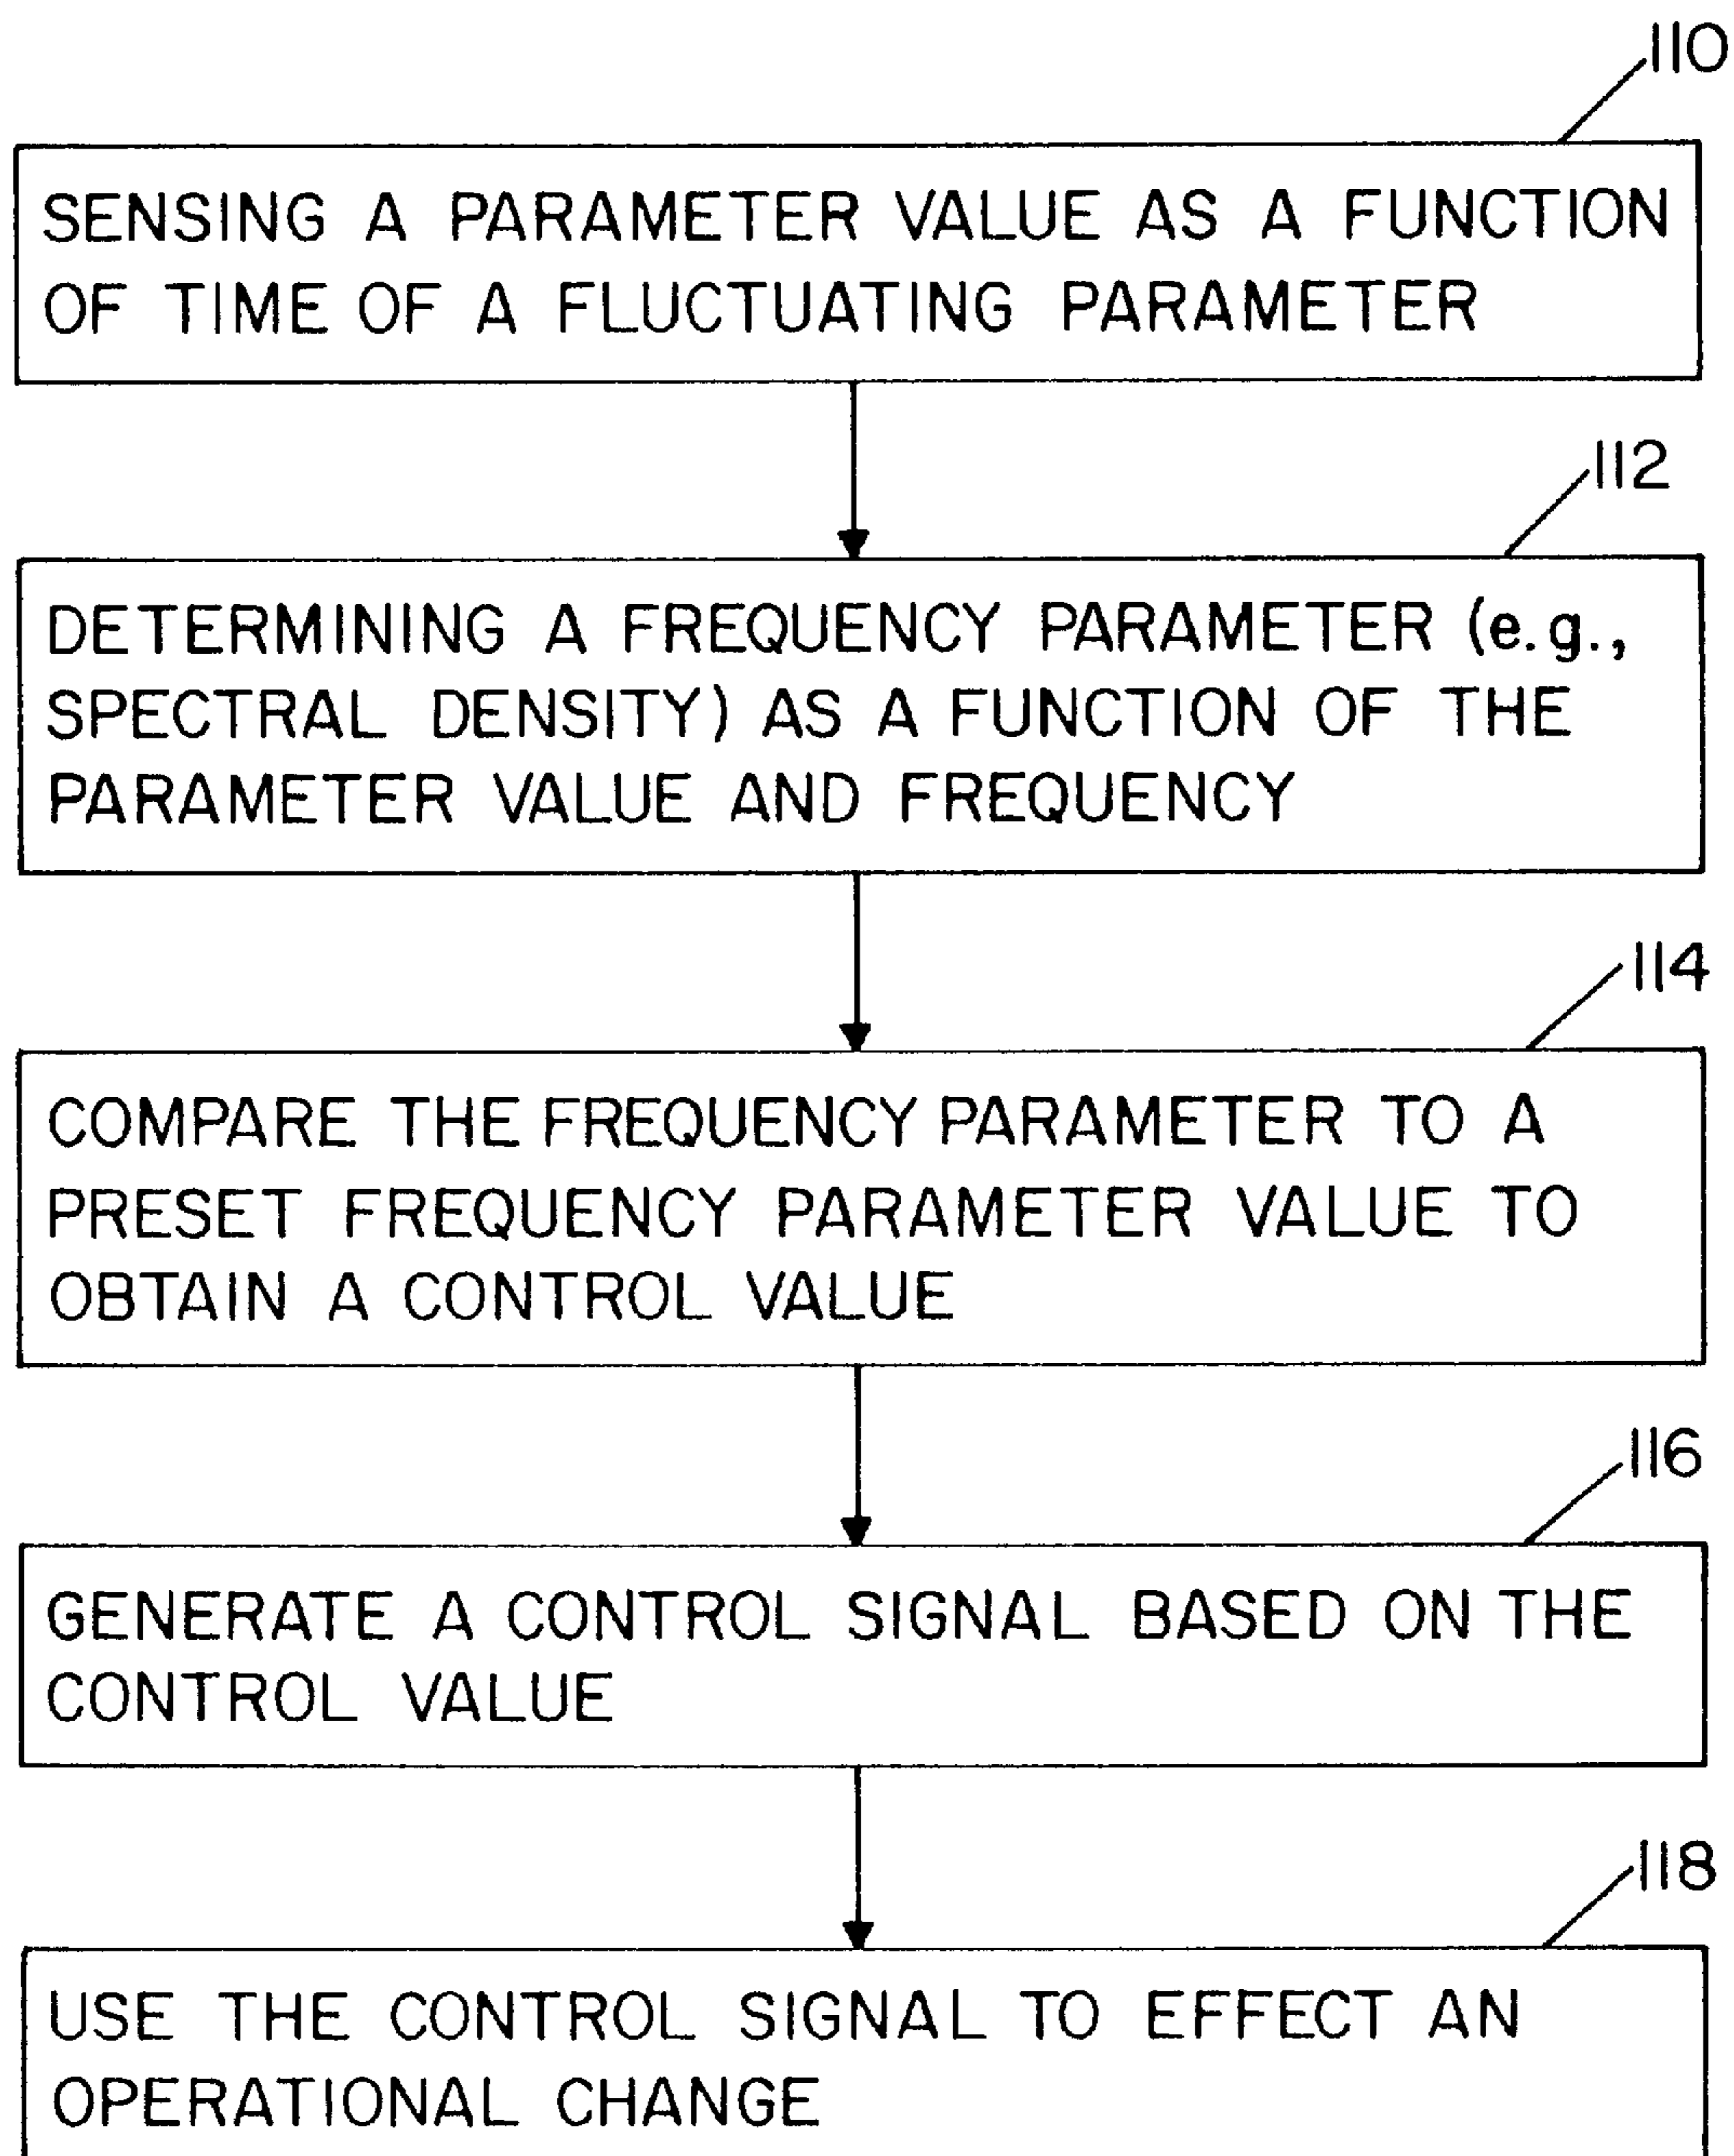 110
SENSING A PARAMETER VALUE AS A FUNCTION
OF TIME OF A FLUCTUATING PARAMETER
112
DETERMINING A FREQUENCY PARAMETER (e.g.,
SPECTRAL DENSITY) AS A FUNCTION OF THE
PARAMETER VALUE AND FREQUENCY
114
COMPARE THE FREQUENCY PARAMETER TO A
PRESET FREQUENCY PARAMETER VALUE TO
OBTAIN A CONTROL VALUE
116
GENERATE A CONTROL SIGNAL BASED ON THE
CONTROL VALUE
118
USE THE CONTROL SIGNAL TO EFFECT AN
OPERATIONAL CHANGE